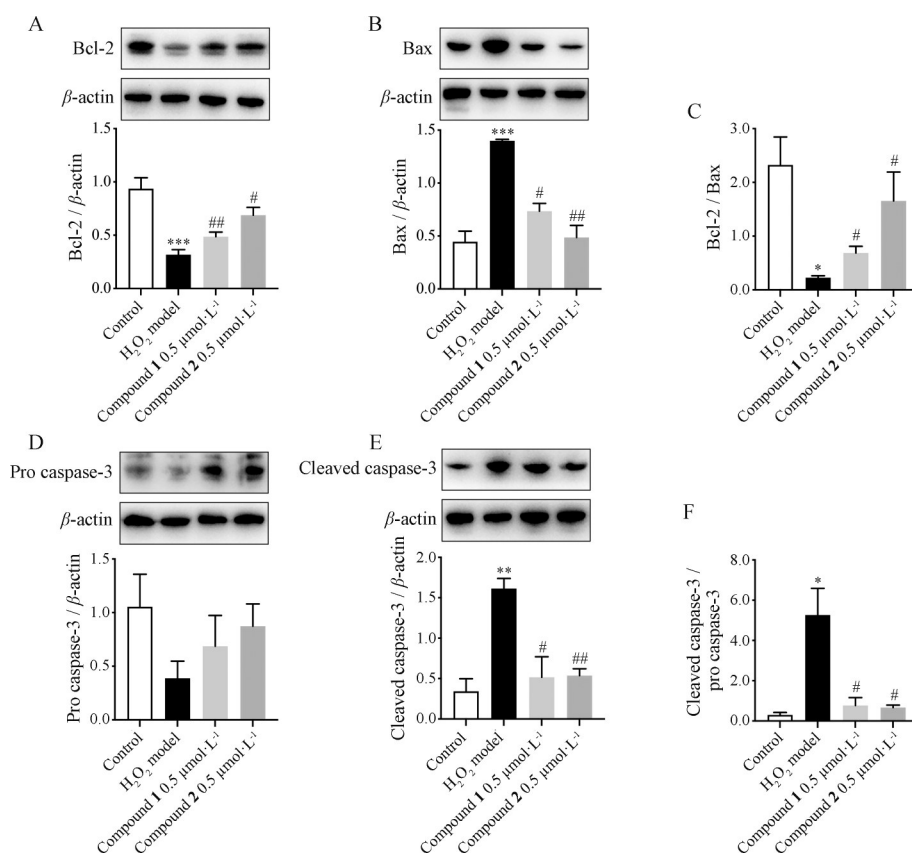 A
Bcl-2
β-actin
Bcl-2 / β-actin
1.5
1.0
0.5
0.0
***
##
#
Control
H₂O₂ model
Compound 1 0.5 μmol·L⁻¹
Compound 2 0.5 μmol·L⁻¹
B
Bax
β-actin
Bax / β-actin
1.5
1.0
0.5
0.0
***
#
##
Control
H₂O₂ model
Compound 1 0.5 μmol·L⁻¹
Compound 2 0.5 μmol·L⁻¹
C
Bcl-2 / Bax
3.0
2.0
1.0
0.0
*
#
#
Control
H₂O₂ model
Compound 1 0.5 μmol·L⁻¹
Compound 2 0.5 μmol·L⁻¹
D
Pro caspase-3
β-actin
Pro caspase-3 / β-actin
1.5
1.0
0.5
0.0
Control
H₂O₂ model
Compound 1 0.5 μmol·L⁻¹
Compound 2 0.5 μmol·L⁻¹
E
Cleaved caspase-3
β-actin
Cleaved caspase-3 / β-actin
2.0
1.5
1.0
0.5
0.0
**
#
##
Control
H₂O₂ model
Compound 1 0.5 μmol·L⁻¹
Compound 2 0.5 μmol·L⁻¹
F
Cleaved caspase-3 /
pro caspase-3
8.0
6.0
4.0
2.0
0.0
*
#
#
Control
H₂O₂ model
Compound 1 0.5 μmol·L⁻¹
Compound 2 0.5 μmol·L⁻¹